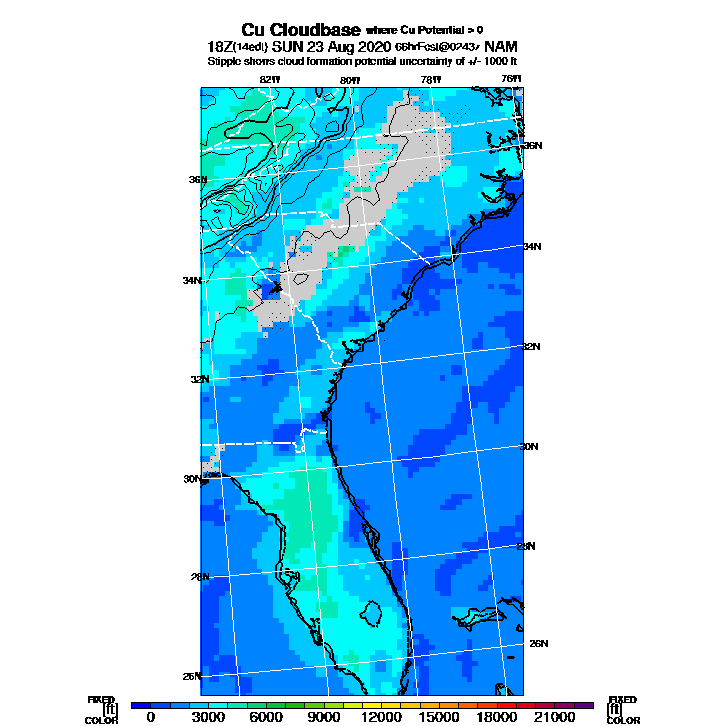 Cu Cloudbase where Cu Potential > 0
18Z(14edt) SUN 23 Aug 2020 66hrFcst@0243z NAM
Stipple shows cloud formation potential uncertainty of +/- 1000 ft
82W 80W 78W 76W
36N 36N
34N 34N
32N 32N
30N 30N
28N 28N
26N 26N
FIXED FIXED
[ft] 0 3000 6000 9000 12000 15000 18000 21000 [ft]
COLOR COLOR